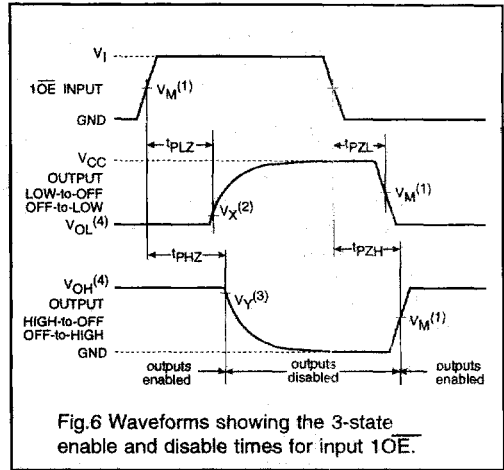 V_I
1O̅E̅ INPUT
V_M(1)
GND
t_PLZ
t_PZL
V_CC
OUTPUT
LOW-to-OFF
OFF-to-LOW
V_M(1)
V_X(2)
V_OL(4)
t_PHZ
t_PZH
V_OH(4)
V_Y(3)
OUTPUT
HIGH-to-OFF
OFF-to-HIGH
V_M(1)
GND
outputs enabled
outputs disabled
outputs enabled
Fig.6 Waveforms showing the 3-state
enable and disable times for input 1O̅E̅.